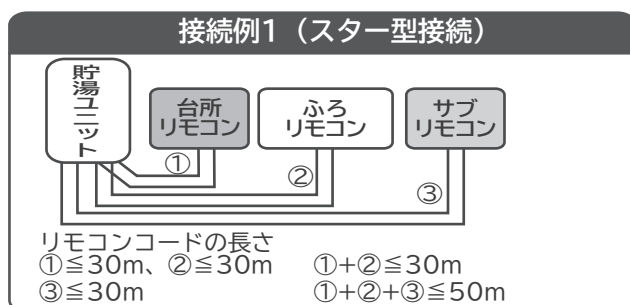 接続例1（スター型接続）
貯湯ユニット
台所
リモコン
ふろ
リモコン
サブ
リモコン
①
②
③
リモコンコードの長さ
①≦30m、②≦30m　①+②≦30m
③≦30m　①+②+③≦50m